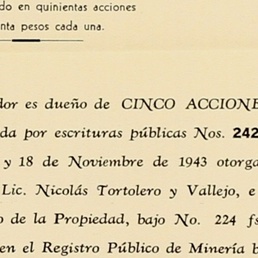 do en quinientas acciones
nta pesos cada una.
dor es dueño de CINCO ACCIONE
da por escrituras públicas Nos. 242
y 18 de Noviembre de 1943 otorga
Lic. Nicolás Tortolero y Vallejo, e
o de la Propiedad, bajo No. 224 fs
en el Registro Público de Minería b